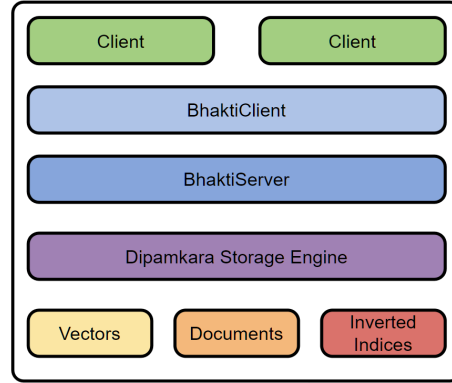 Client
Client
BhaktiClient
BhaktiServer
Dipamkara Storage Engine
Vectors
Documents
Inverted
Indices